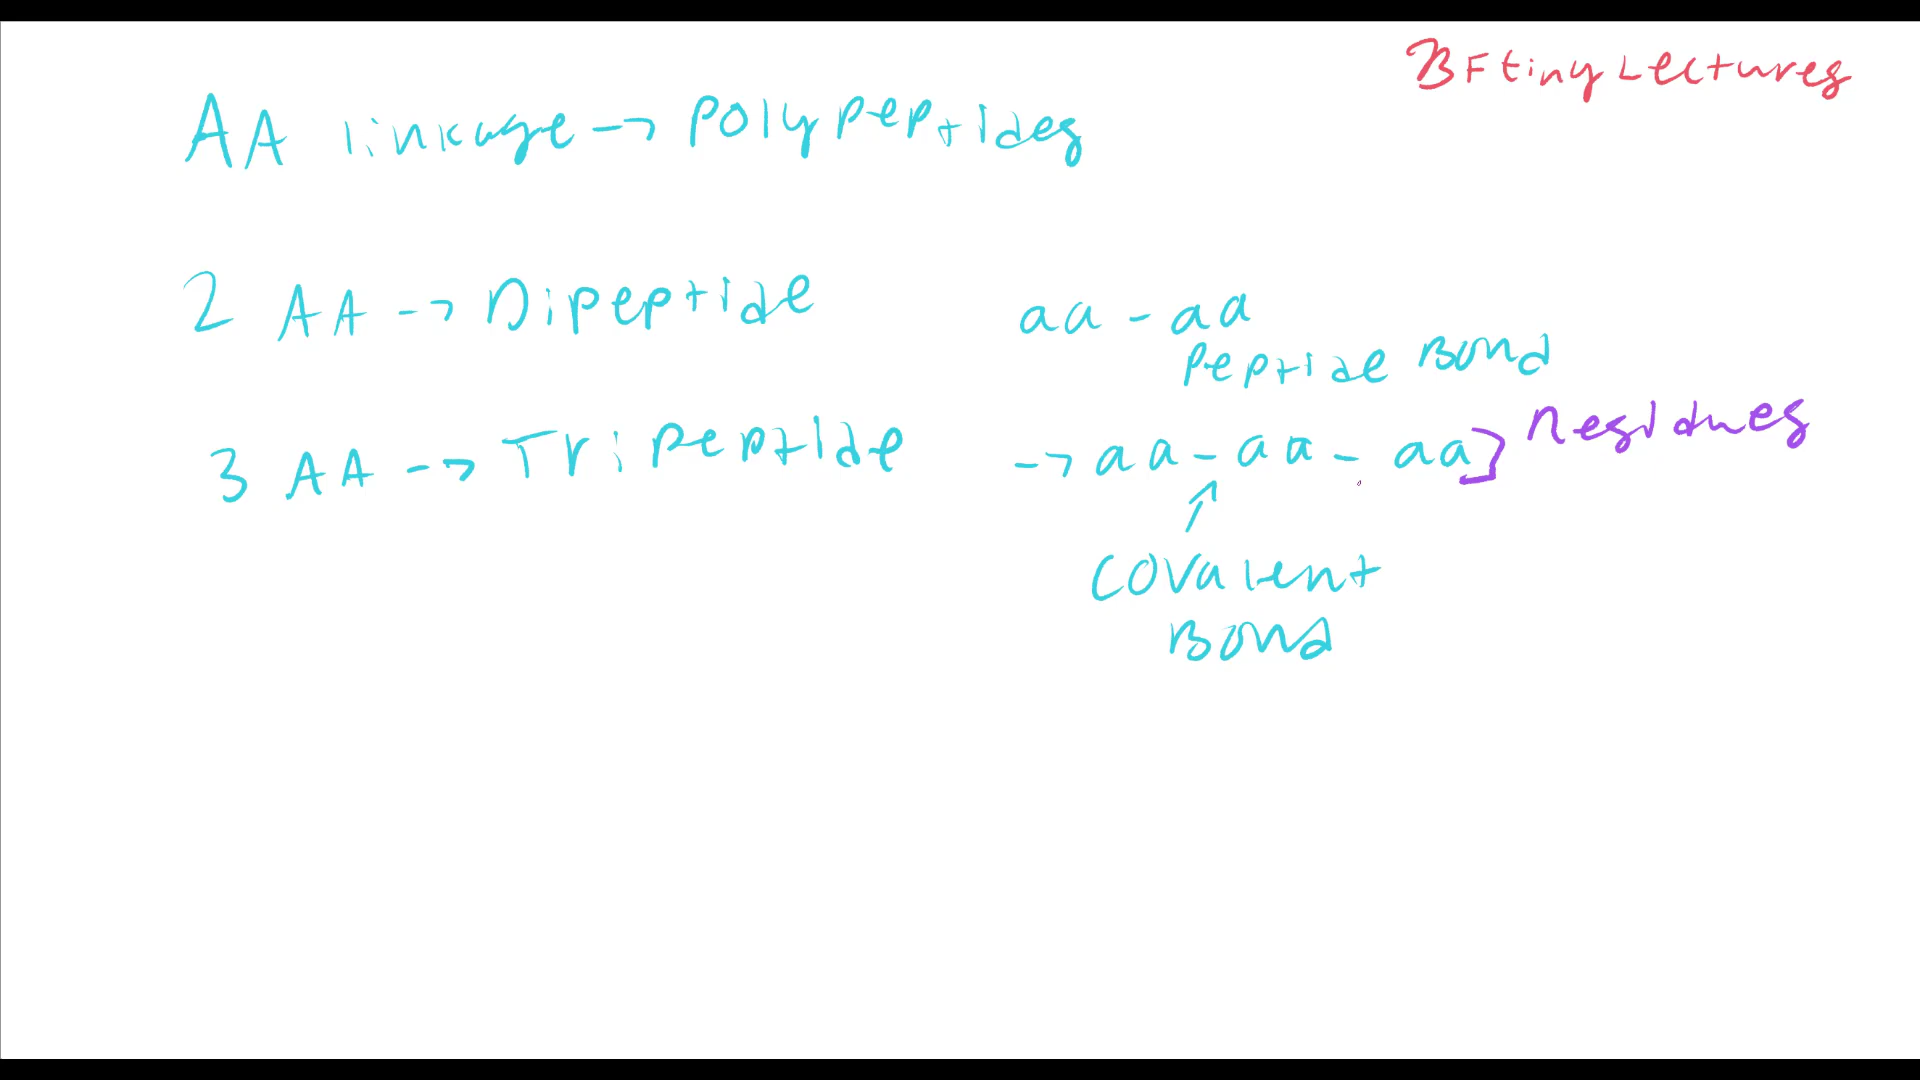 BF tiny Lectures
AA linkage -> polypeptides
2 AA -> Dipeptide aa - aa
Peptide Bond
3 AA -> Tripeptide -> aa - aa - aa] Residues
Covalent
Bond